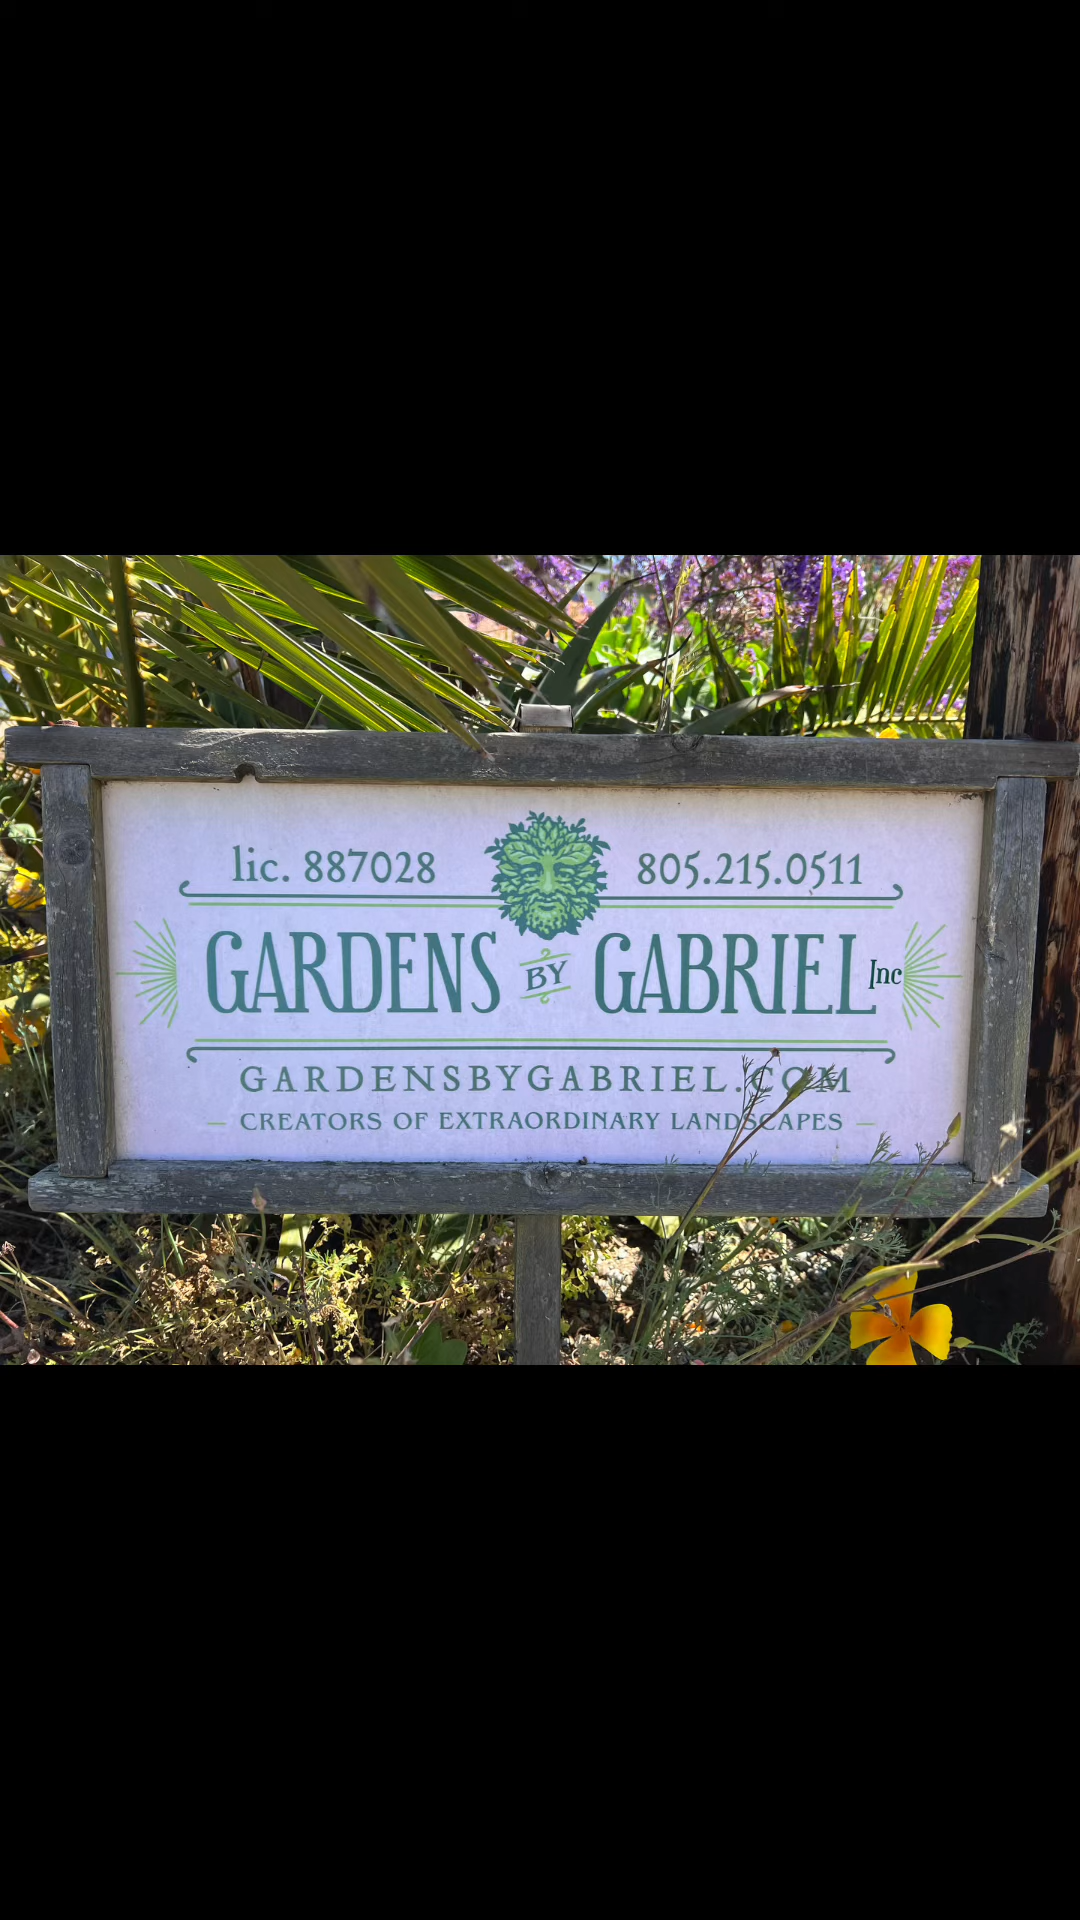 lic. 887028 805.215.0511
GARDENS BY GABRIEL Inc
GARDENSBYGABRIEL.COM
– CREATORS OF EXTRAORDINARY LANDSCAPES –